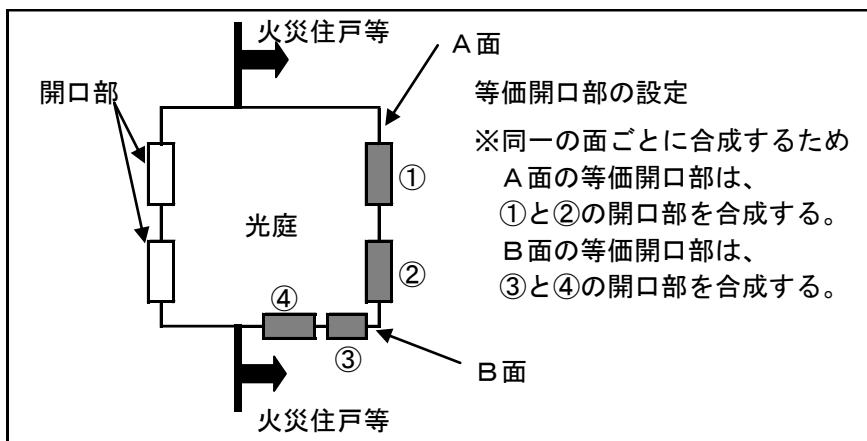 火災住戸等
A面
開口部
等価開口部の設定
※同一の面ごとに合成するため
A面の等価開口部は、
①と②の開口部を合成する。
B面の等価開口部は、
③と④の開口部を合成する。
①
光庭
②
④
③
B面
火災住戸等